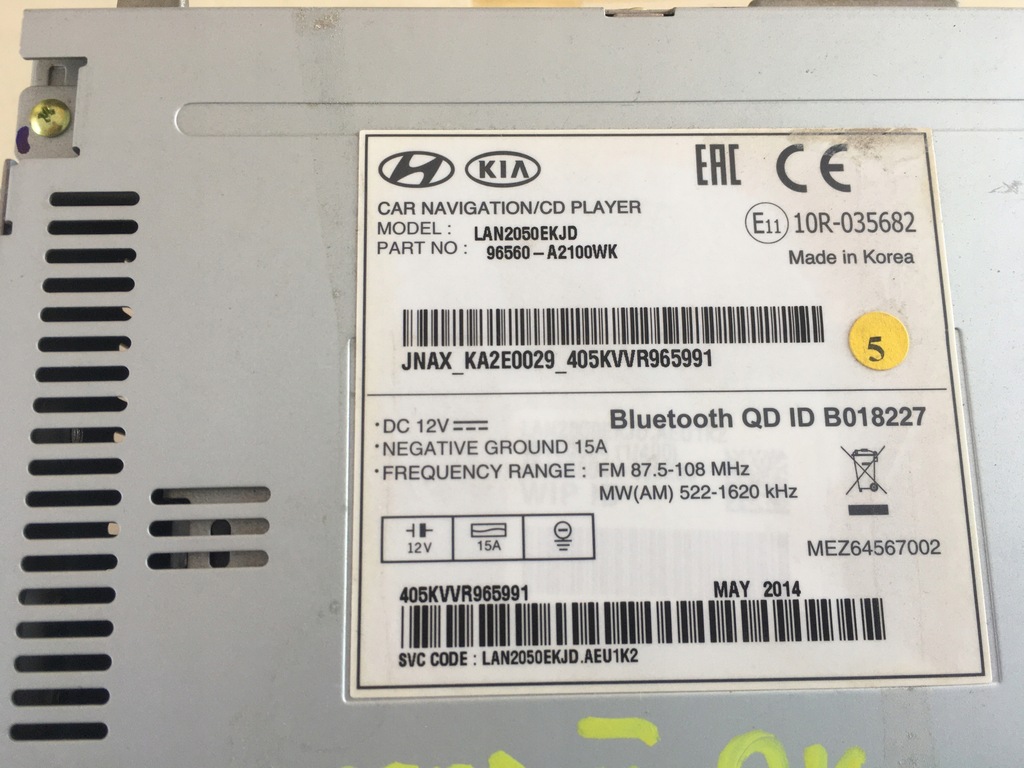 KIA
EAC CE
CAR NAVIGATION/CD PLAYER
MODEL : LAN2050EKJD
PART NO : 96560-A2100WK
E11 10R-035682
Made in Korea
JNAX_KA2E0029_405KVVR965991
5
·DC 12V
·NEGATIVE GROUND 15A
·FREQUENCY RANGE : FM 87.5-108 MHz
MW(AM) 522-1620 kHz
Bluetooth QD ID B018227
12V 15A
MEZ64567002
405KVVR965991 MAY 2014
SVC CODE : LAN2050EKJD.AEU1K2